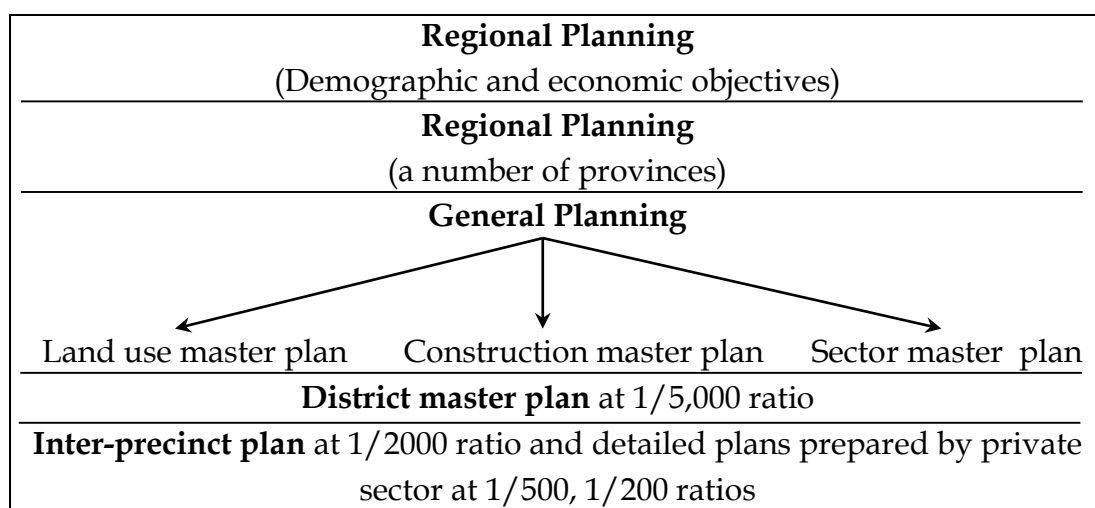 Regional Planning
(Demographic and economic objectives)
Regional Planning
(a number of provinces)
General Planning
Land use master plan Construction master plan Sector master plan
District master plan at 1/5,000 ratio
Inter-precinct plan at 1/2000 ratio and detailed plans prepared by private
sector at 1/500, 1/200 ratios